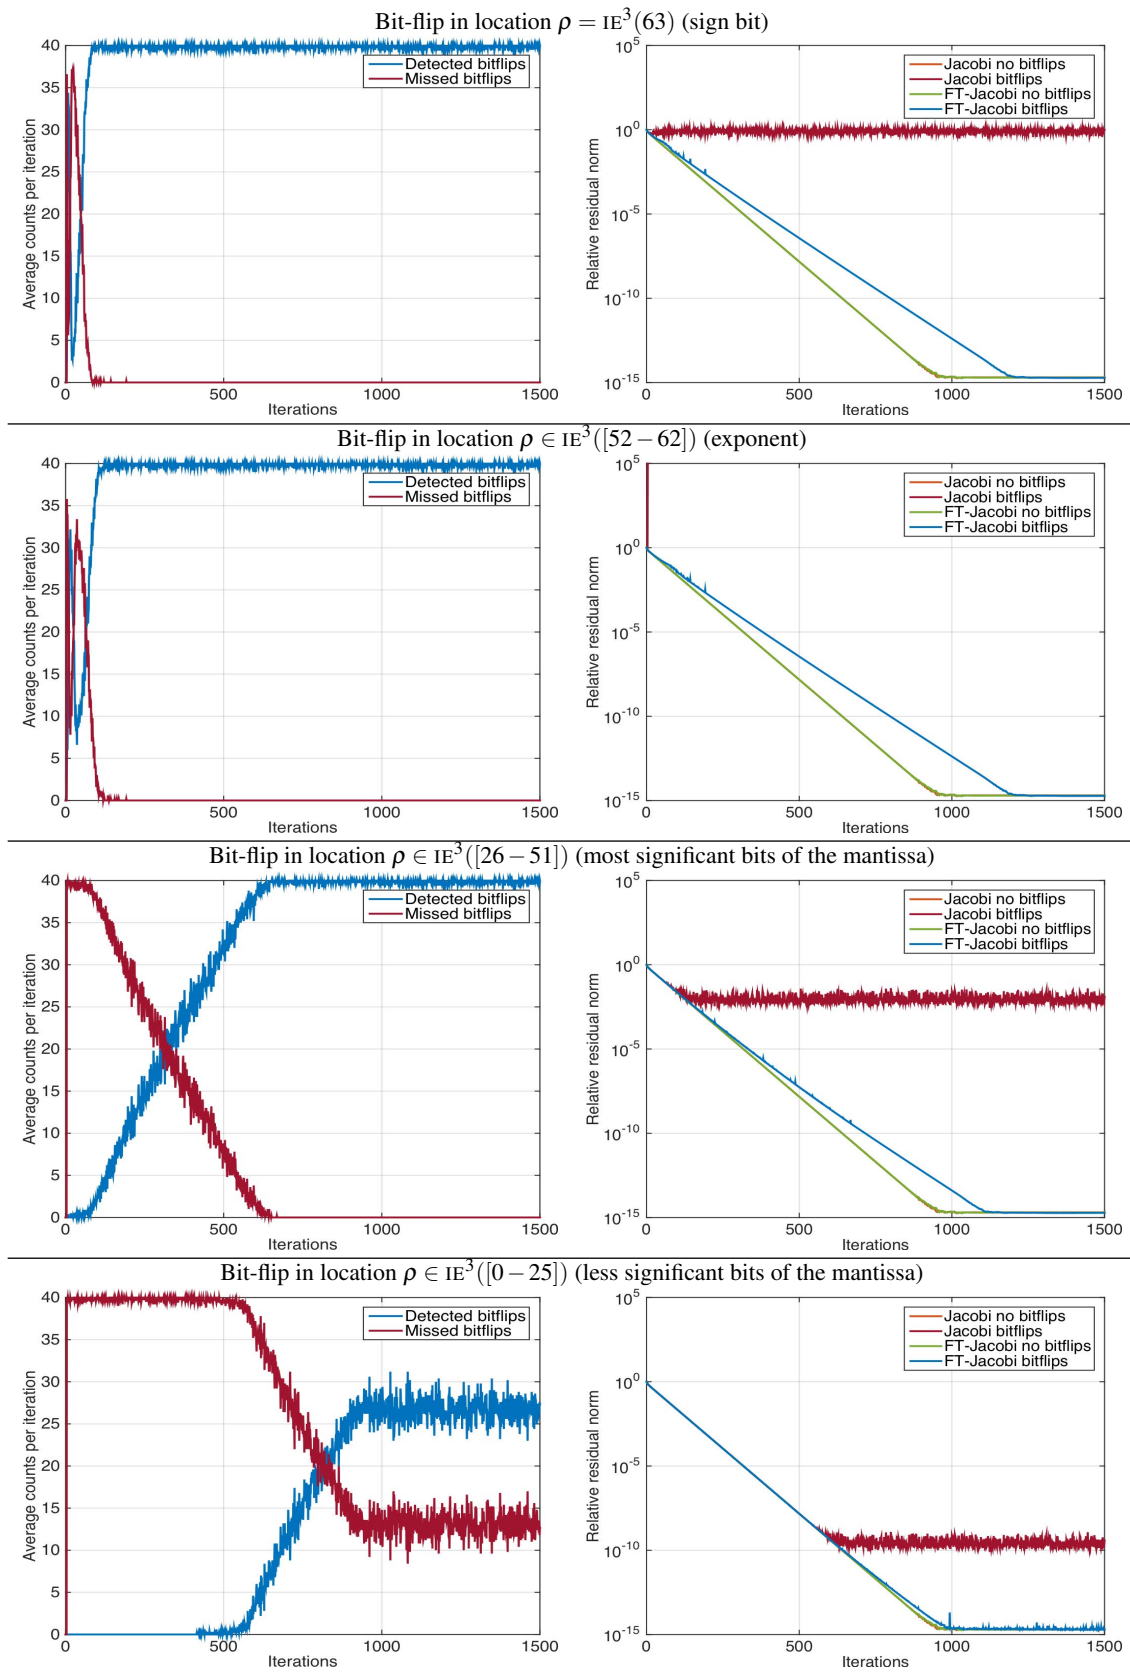 Bit-flip in location ρ = IE³(63) (sign bit)
Average counts per iteration
40
35
30
25
20
15
10
5
0
0 500 1000 1500
Iterations
Detected bitflips
Missed bitflips
Relative residual norm
10⁵
10⁰
10⁻⁵
10⁻¹⁰
10⁻¹⁵
0 500 1000 1500
Iterations
Jacobi no bitflips
Jacobi bitflips
FT-Jacobi no bitflips
FT-Jacobi bitflips
Bit-flip in location ρ ∈ IE³([52 − 62]) (exponent)
Average counts per iteration
40
35
30
25
20
15
10
5
0
0 500 1000 1500
Iterations
Detected bitflips
Missed bitflips
Relative residual norm
10⁵
10⁰
10⁻⁵
10⁻¹⁰
10⁻¹⁵
0 500 1000 1500
Iterations
Jacobi no bitflips
Jacobi bitflips
FT-Jacobi no bitflips
FT-Jacobi bitflips
Bit-flip in location ρ ∈ IE³([26 − 51]) (most significant bits of the mantissa)
Average counts per iteration
40
35
30
25
20
15
10
5
0
0 500 1000 1500
Iterations
Detected bitflips
Missed bitflips
Relative residual norm
10⁵
10⁰
10⁻⁵
10⁻¹⁰
10⁻¹⁵
0 500 1000 1500
Iterations
Jacobi no bitflips
Jacobi bitflips
FT-Jacobi no bitflips
FT-Jacobi bitflips
Bit-flip in location ρ ∈ IE³([0 − 25]) (less significant bits of the mantissa)
Average counts per iteration
40
35
30
25
20
15
10
5
0
0 500 1000 1500
Iterations
Detected bitflips
Missed bitflips
Relative residual norm
10⁵
10⁰
10⁻⁵
10⁻¹⁰
10⁻¹⁵
0 500 1000 1500
Iterations
Jacobi no bitflips
Jacobi bitflips
FT-Jacobi no bitflips
FT-Jacobi bitflips